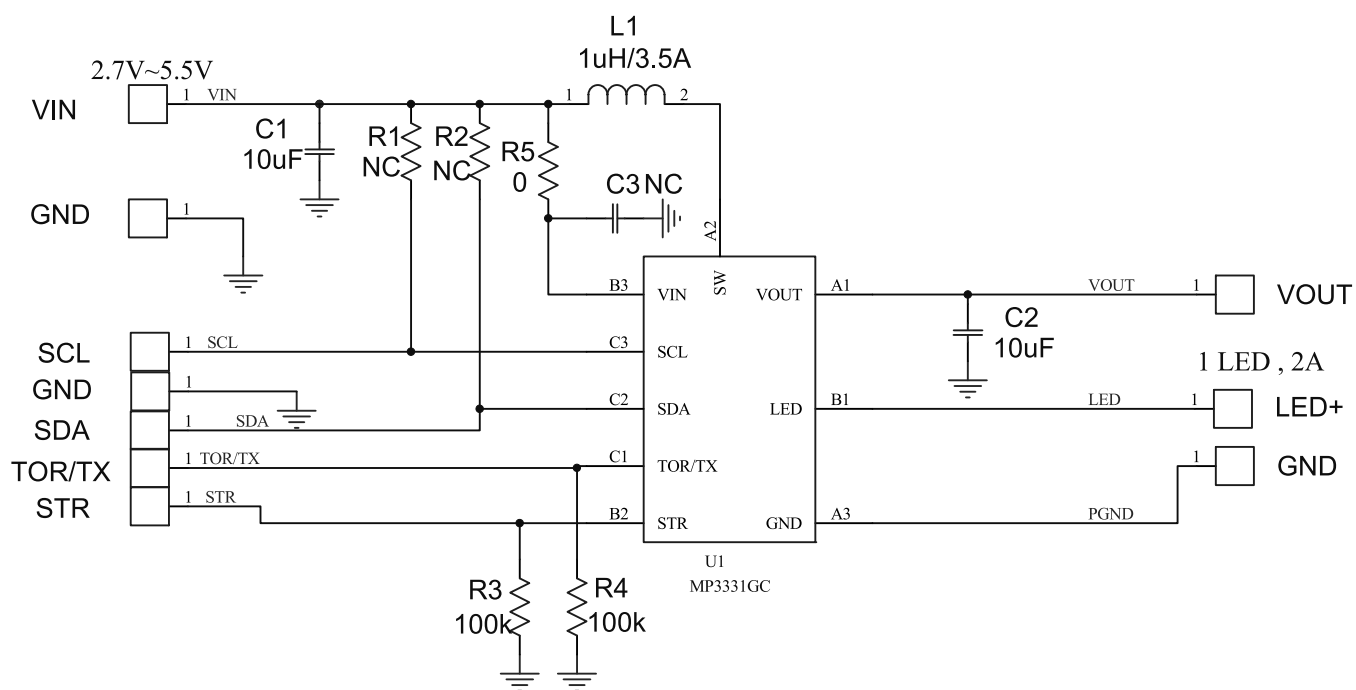 L1
1uH/3.5A
2.7V~5.5V
VIN
1 VIN
1 2
C1
10uF
R1
NC
R2
NC
R5
0
C3 NC
GND
1
A2
SW
B3 VIN
VOUT A1
VOUT 1
VOUT
C2
10uF
SCL
1 SCL
C3 SCL
1 LED , 2A
GND
1
SDA
1 SDA
C2 SDA
LED B1
LED 1
LED+
TOR/TX
1 TOR/TX
C1 TOR/TX
1
GND
STR
1 STR
B2 STR
GND A3
PGND
U1
MP3331GC
R3
100k
R4
100k